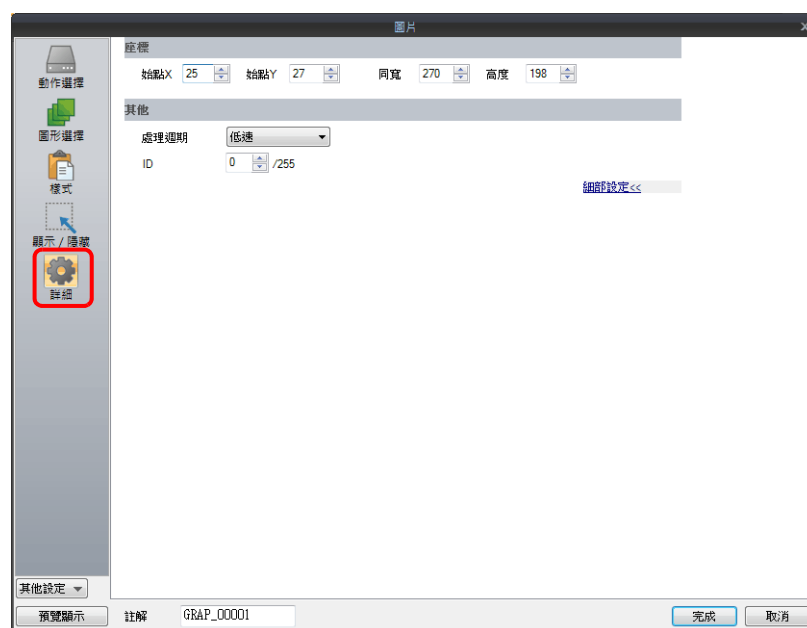 圖片
x
動作選擇
圖形選擇
樣式
顯示 / 隱藏
詳細
座標
始點X 25 始點Y 27 同寬 270 高度 198
其他
處理週期 低速
ID 0 /255
細部設定<<
其他設定
預覽顯示 註解 GRAP_00001 完成 取消